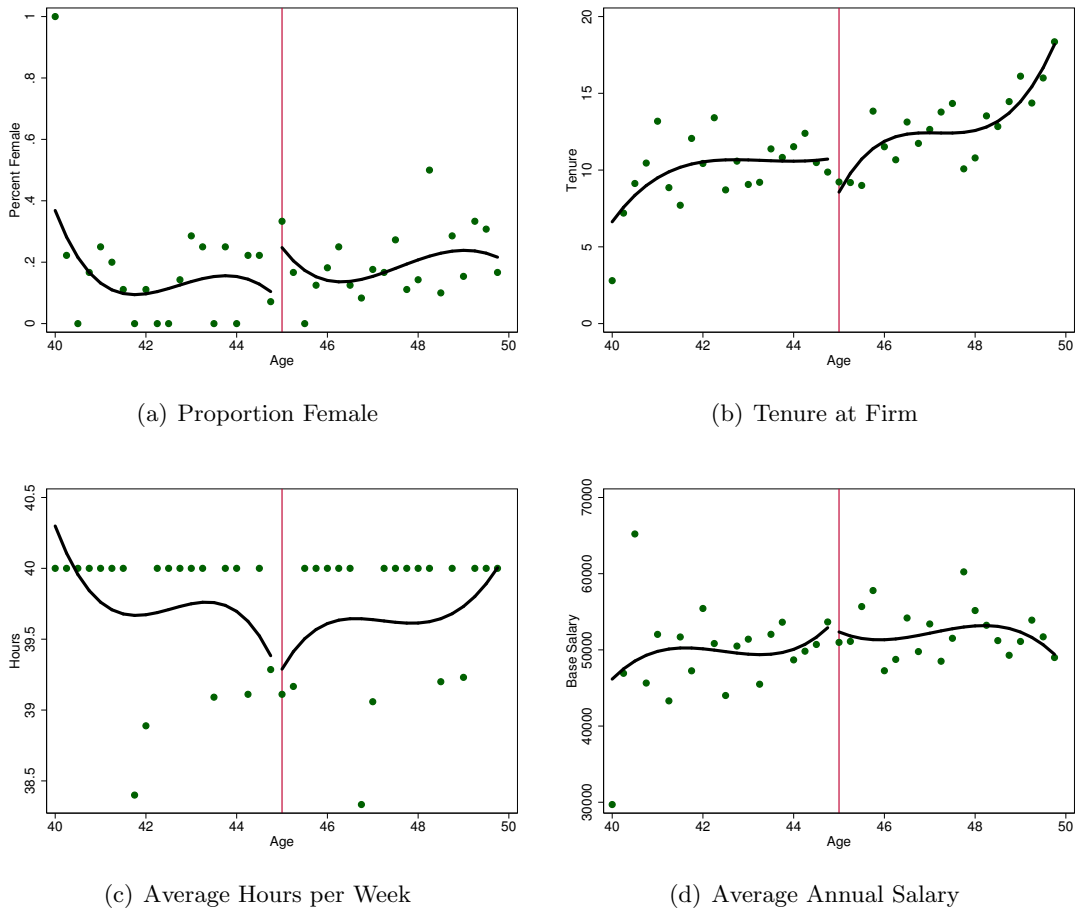 Percent Female
0 .2 .4 .6 .8 1
40 42 44 46 48 50
Age
(a) Proportion Female
Tenure
0 5 10 15 20
40 42 44 46 48 50
Age
(b) Tenure at Firm
Hours
38.5 39 39.5 40 40.5
40 42 44 46 48 50
Age
(c) Average Hours per Week
Base Salary
30000 40000 50000 60000 70000
40 42 44 46 48 50
Age
(d) Average Annual Salary